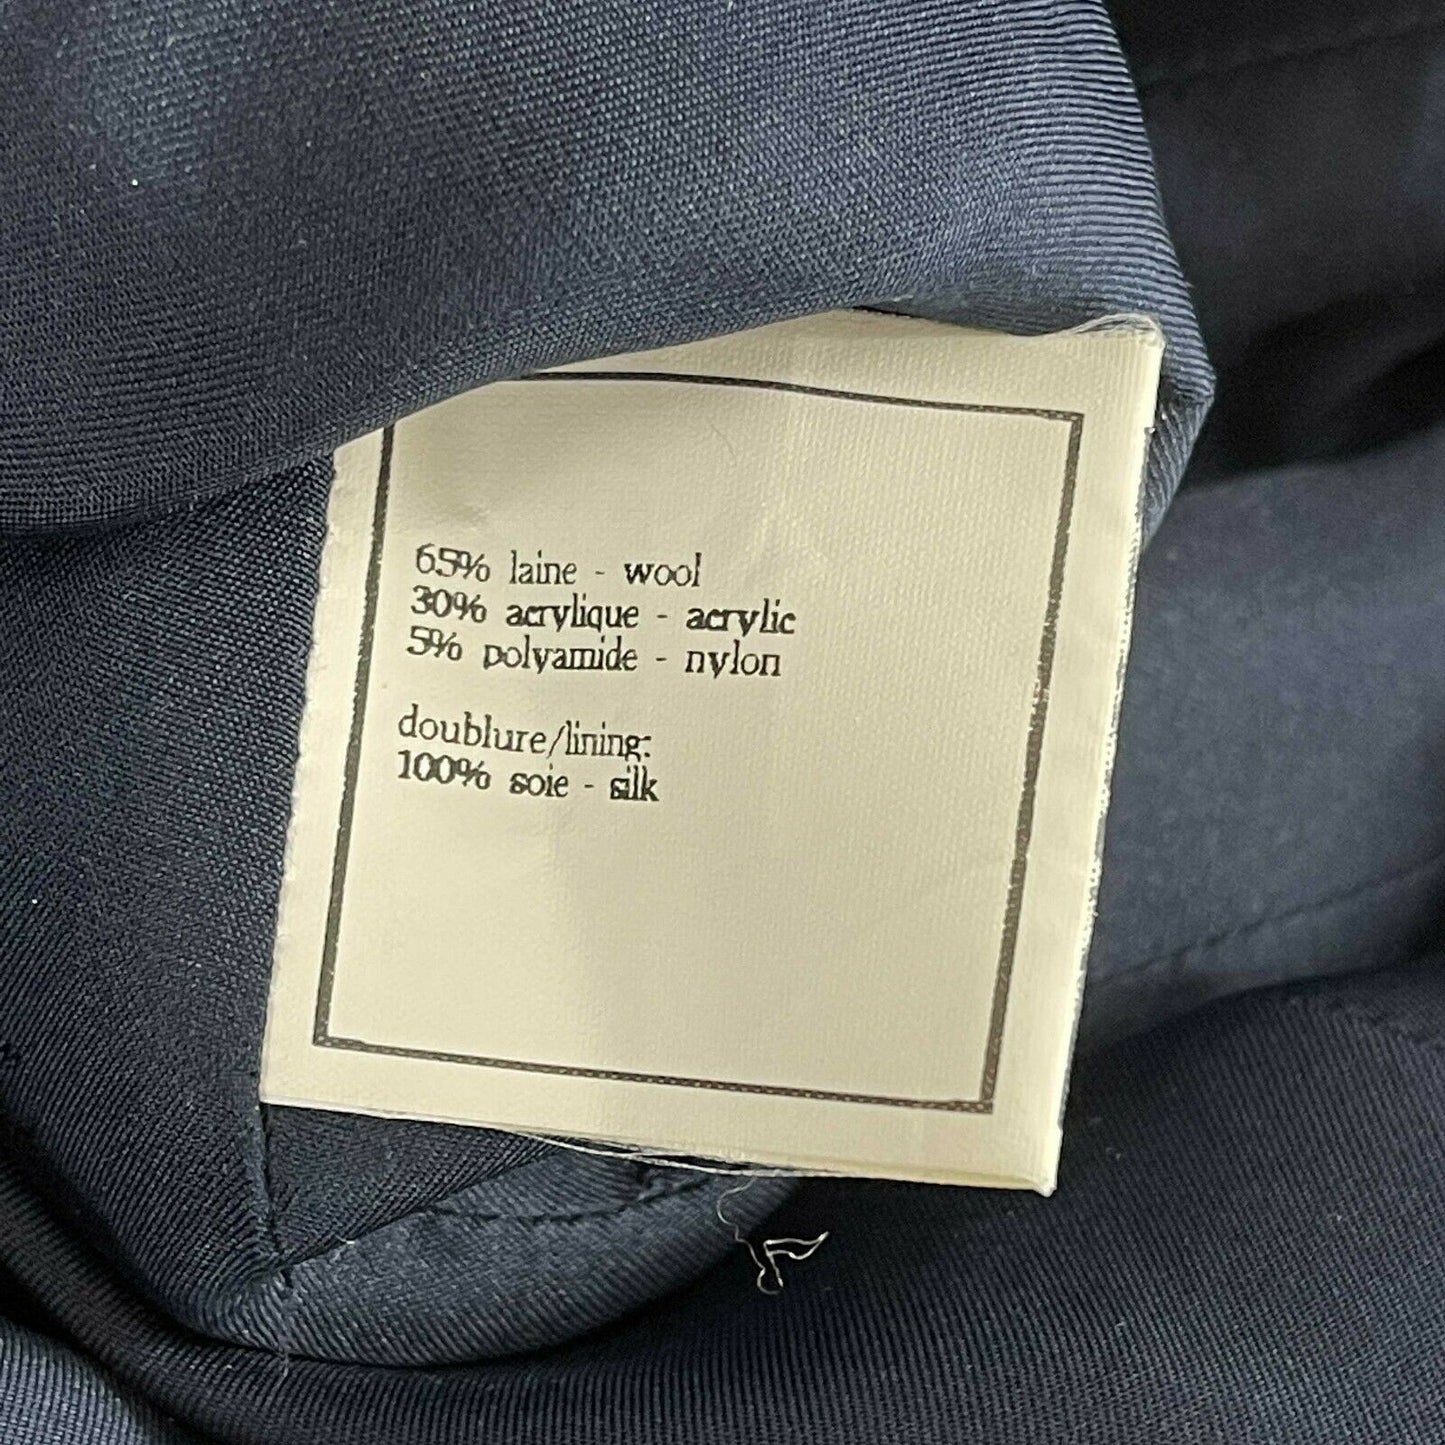 65% laine - wool
30% acrylique - acrylic
5% polyamide - nylon
doublure/lining:
100% soie - silk